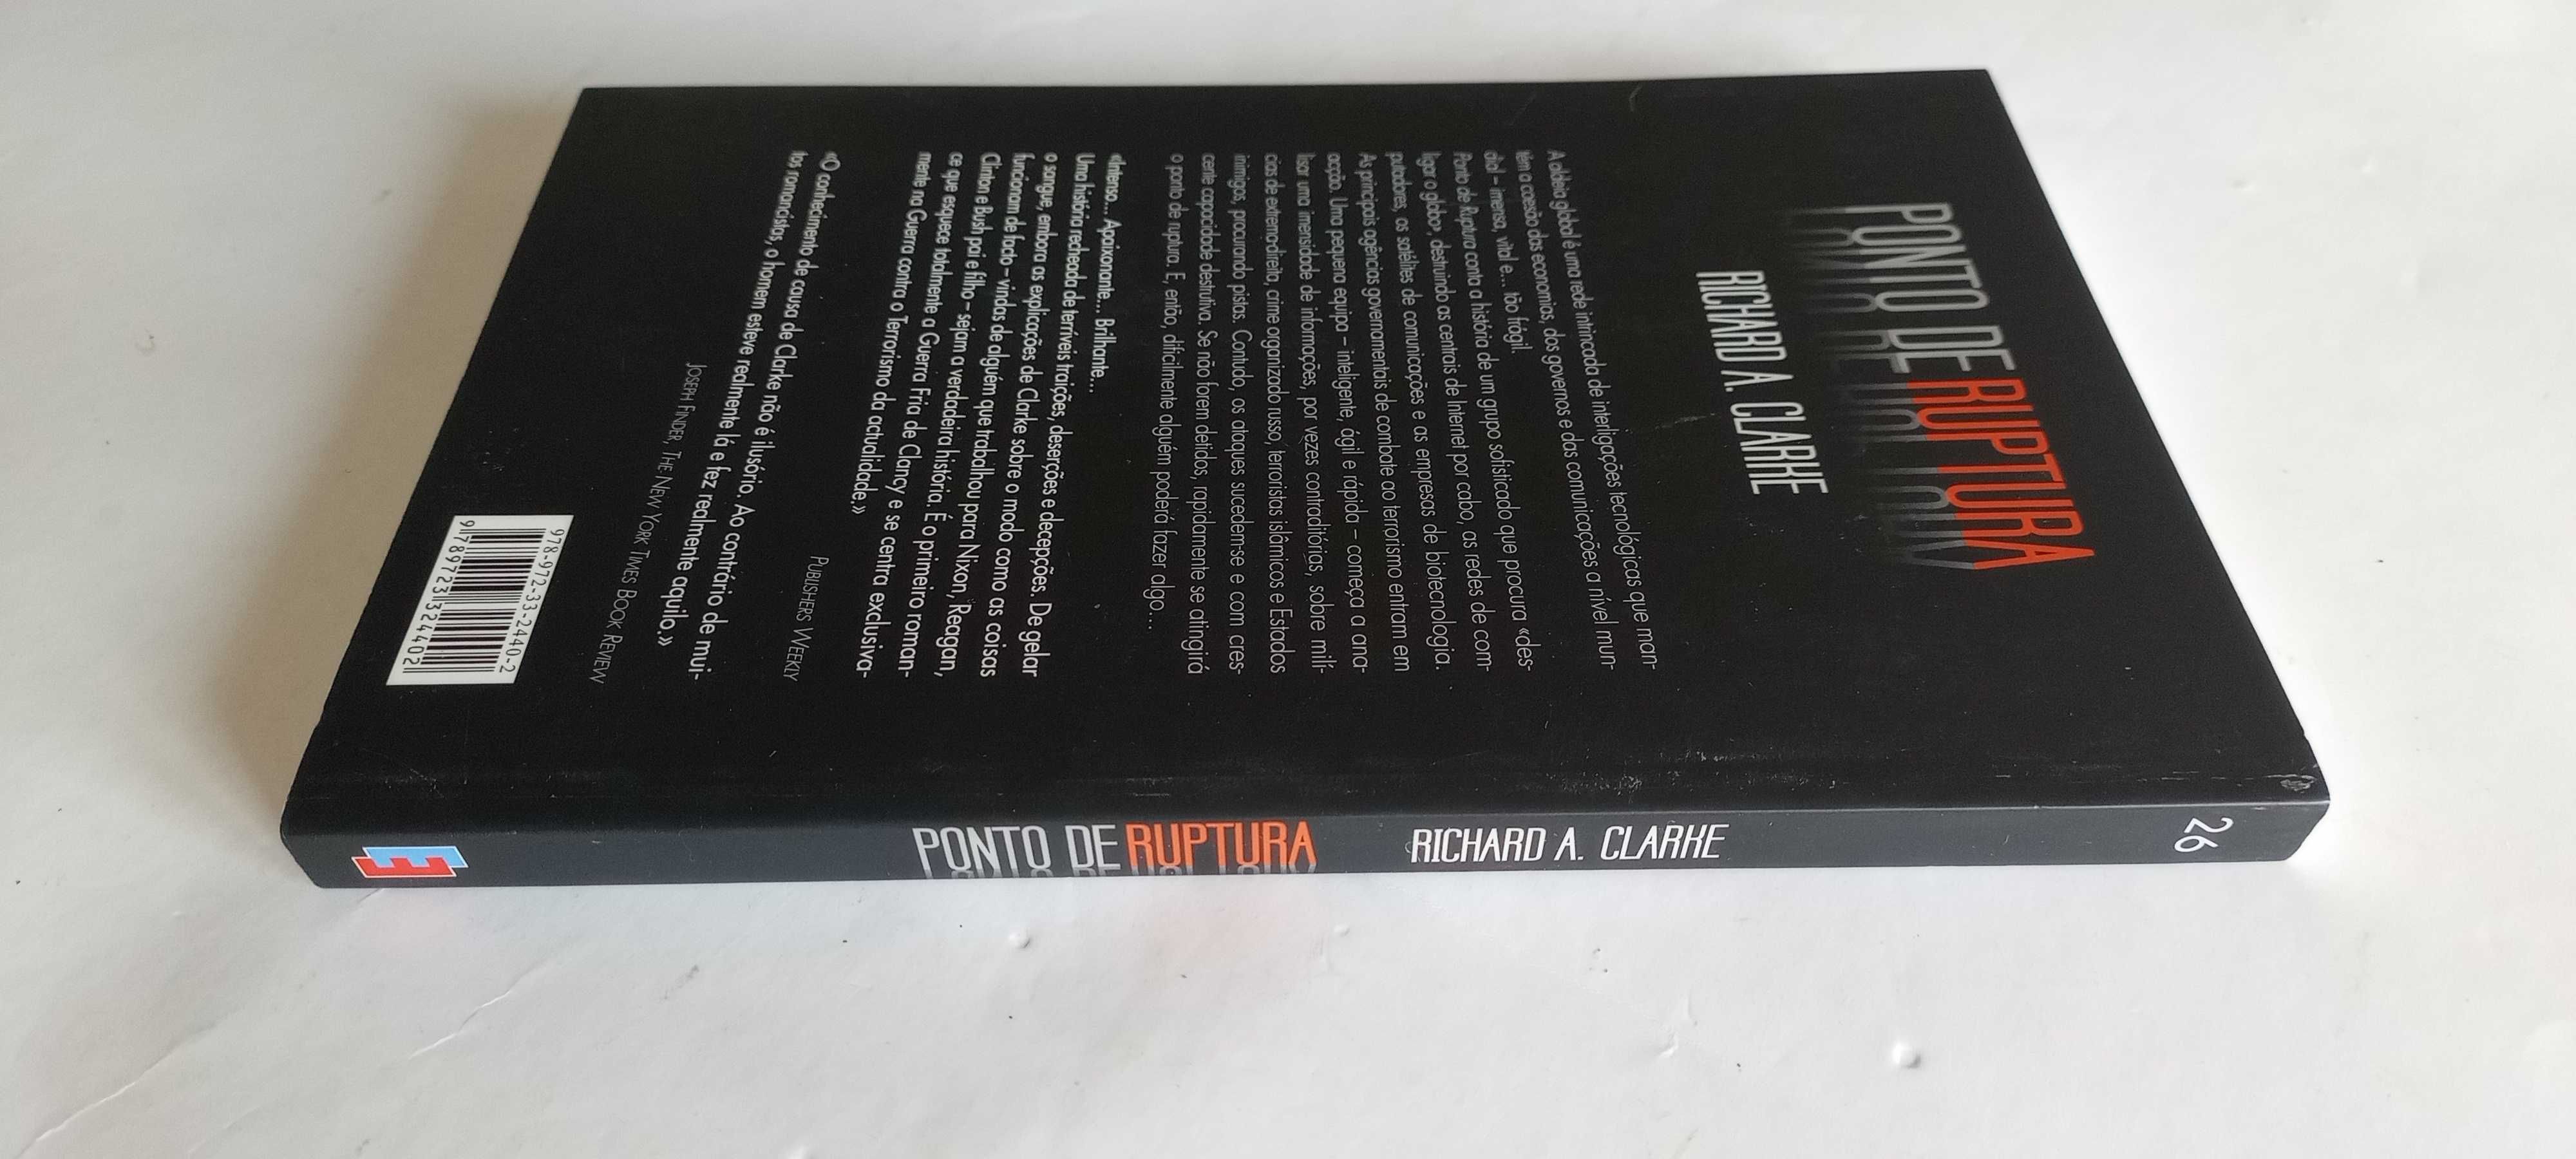 PONTO DE RUPTURA
RICHARD A. CLARKE
A aldeia global é uma rede intrincada de interligações tecnológicas que man-
têm a coesão das economias, dos governos e das comunicações a nível mun-
dial – imensa, vital e... tão frágil.
Ponto de Ruptura conta a história de um grupo sofisticado que procura «des-
ligar o globo», destruindo as centrais de Internet por cabo, as redes de com-
putadores, os satélites de comunicações e as empresas de biotecnologia.
As principais agências governamentais de combate ao terrorismo entram em
acção. Uma pequena equipa – inteligente, ágil e rápida – começa a ana-
lisar uma imensidade de informações, por vezes contraditórias, sobre milí-
cias de extrema-direita, crime organizado russo, terroristas islâmicos e Estados
inimigos, procurando pistas. Contudo, os ataques sucedem-se e com cres-
cente capacidade destrutiva. Se não forem detidos, rapidamente se atingirá
o ponto de ruptura. E, então, dificilmente alguém poderá fazer algo...
«Intenso... Apaixonante... Brilhante...
Uma história recheada de terríveis traições, deserções e decepções. De gelar
o sangue, embora as explicações de Clarke sobre o modo como as coisas
funcionam de facto – vindas de alguém que trabalhou para Nixon, Reagan,
Clinton e Bush pai e filho – sejam a verdadeira história. É o primeiro roman-
ce que esquece totalmente a Guerra Fria de Clancy e se centra exclusiva-
mente na Guerra contra o Terrorismo da actualidade.»
PUBLISHERS WEEKLY
«O conhecimento de causa de Clarke não é ilusório. Ao contrário de mui-
tos romancistas, o homem esteve realmente lá e fez realmente aquilo.»
JOSEPH FINDER, THE NEW YORK TIMES BOOK REVIEW
978-972-33-2440-2
9 789723 324402
PONTO DE RUPTURA RICHARD A. CLARKE 26
E